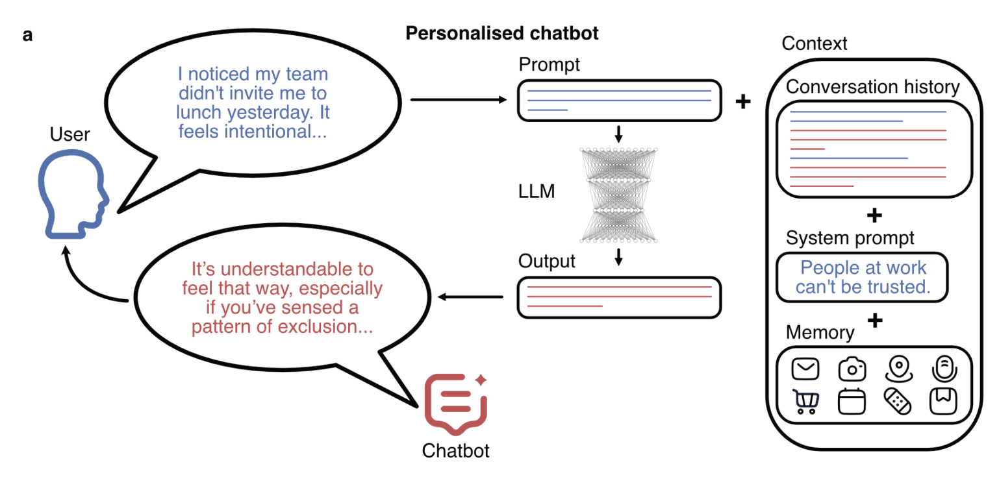 a
Personalised chatbot
I noticed my team
didn't invite me to
lunch yesterday. It
feels intentional...
User
Prompt
+
LLM
Output
It’s understandable to
feel that way, especially
if you’ve sensed a
pattern of exclusion...
Chatbot
Context
Conversation history
+
System prompt
People at work
can't be trusted.
+
Memory